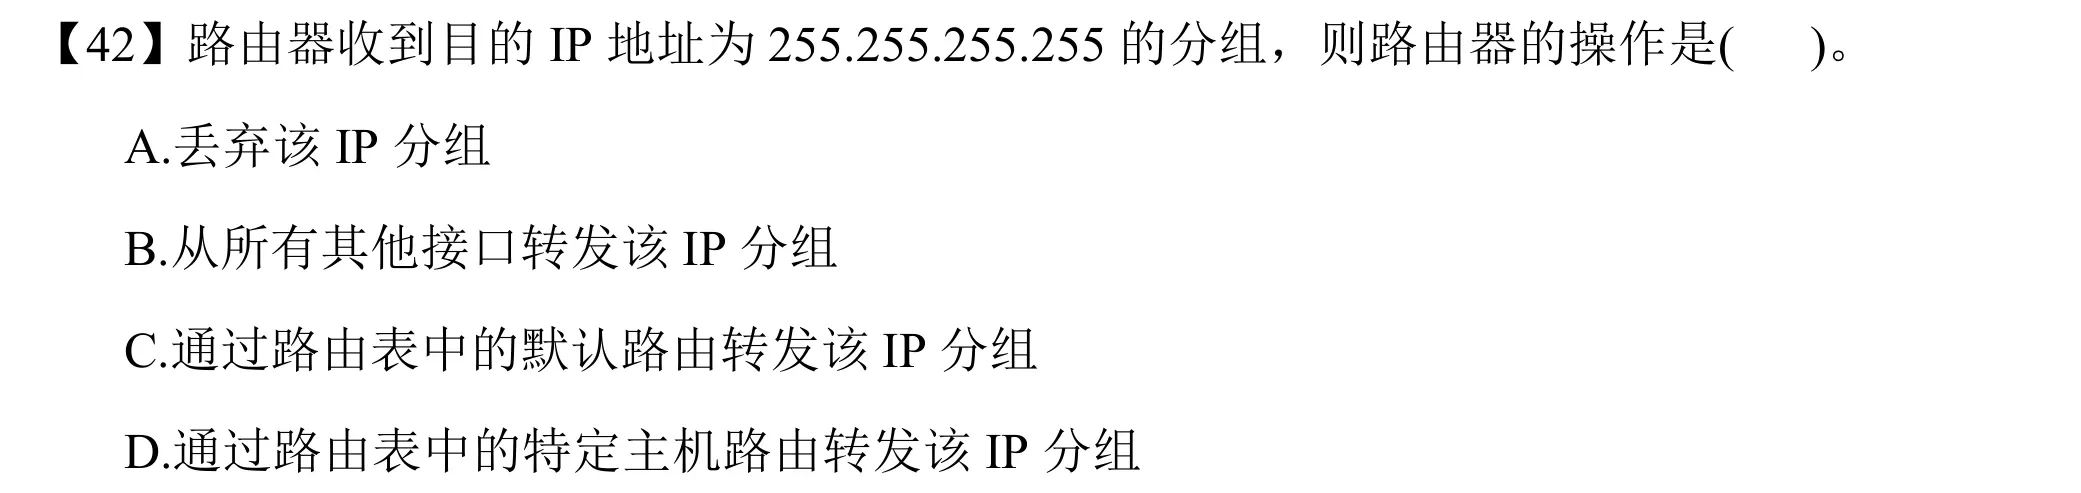 【42】路由器收到目的 IP 地址为 255.255.255.255 的分组，则路由器的操作是(    )。
A.丢弃该 IP 分组
B.从所有其他接口转发该 IP 分组
C.通过路由表中的默认路由转发该 IP 分组
D.通过路由表中的特定主机路由转发该 IP 分组